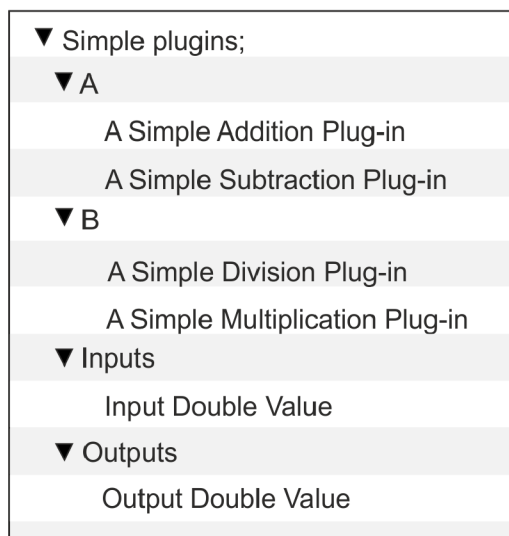 Simple plugins;
A
A Simple Addition Plug-in
A Simple Subtraction Plug-in
B
A Simple Division Plug-in
A Simple Multiplication Plug-in
Inputs
Input Double Value
Outputs
Output Double Value